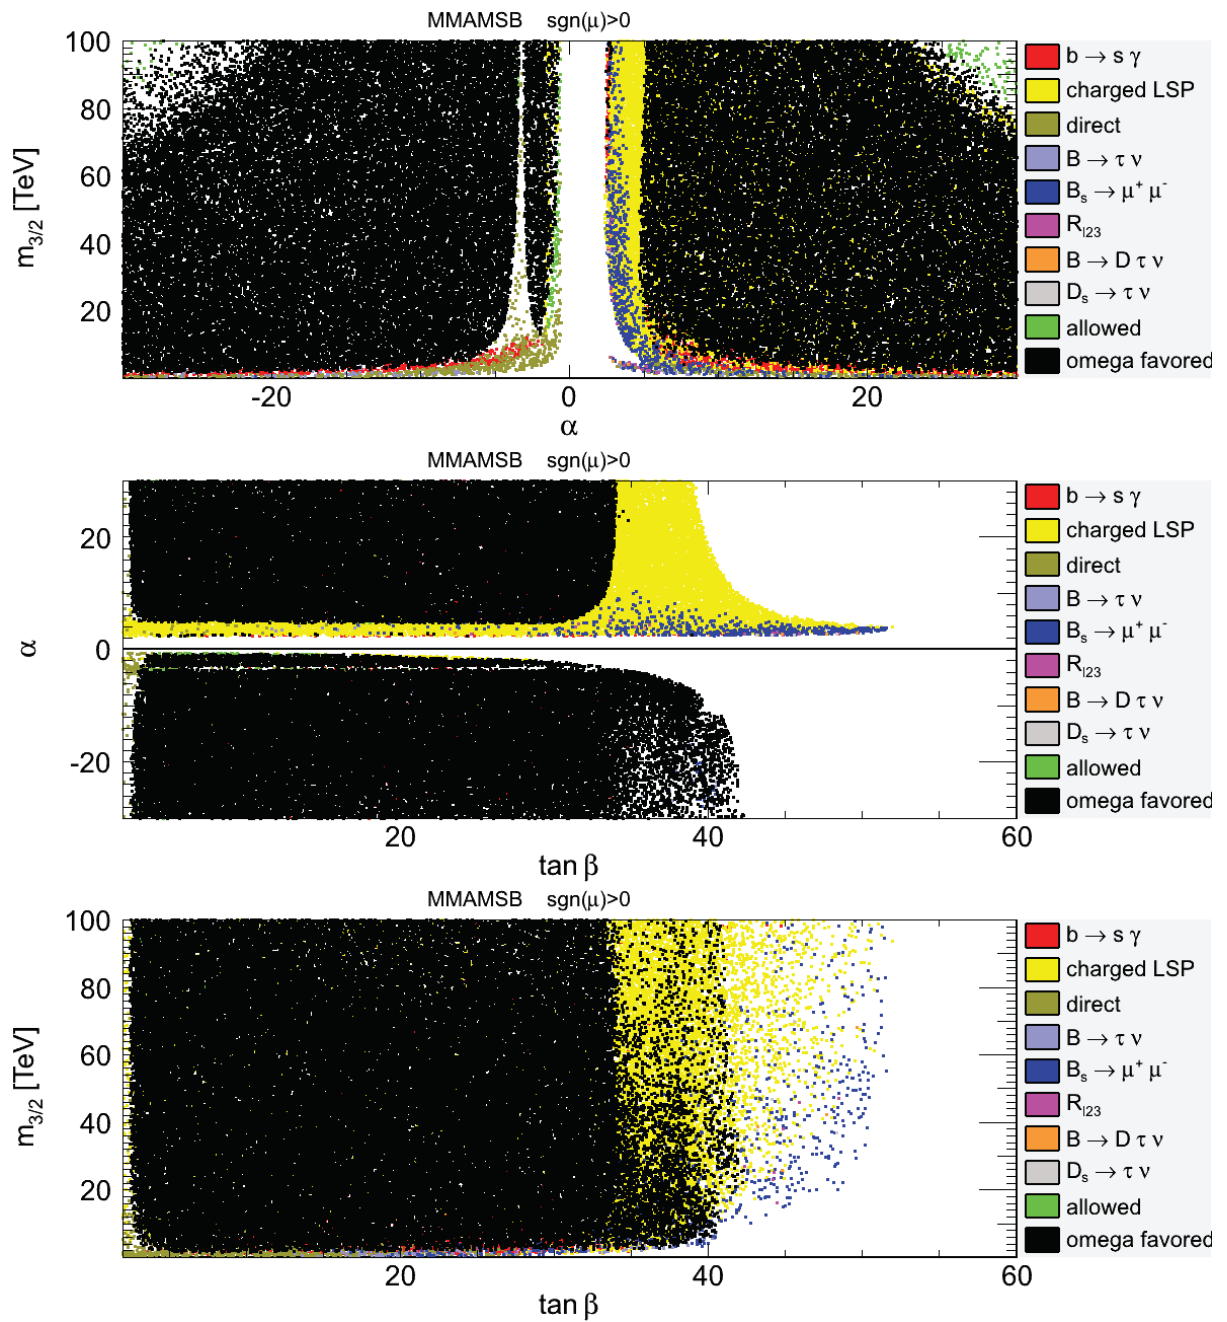 MMAMSB sgn(μ)>0
100
80
60
40
20
m3/2 [TeV]
-20 0 20
α
b → s γ
charged LSP
direct
B → τ ν
Bs → μ+ μ-
Rl23
B → D τ ν
Ds → τ ν
allowed
omega favored
MMAMSB sgn(μ)>0
20
0
-20
α
20 40 60
tan β
b → s γ
charged LSP
direct
B → τ ν
Bs → μ+ μ-
Rl23
B → D τ ν
Ds → τ ν
allowed
omega favored
MMAMSB sgn(μ)>0
100
80
60
40
20
m3/2 [TeV]
20 40 60
tan β
b → s γ
charged LSP
direct
B → τ ν
Bs → μ+ μ-
Rl23
B → D τ ν
Ds → τ ν
allowed
omega favored